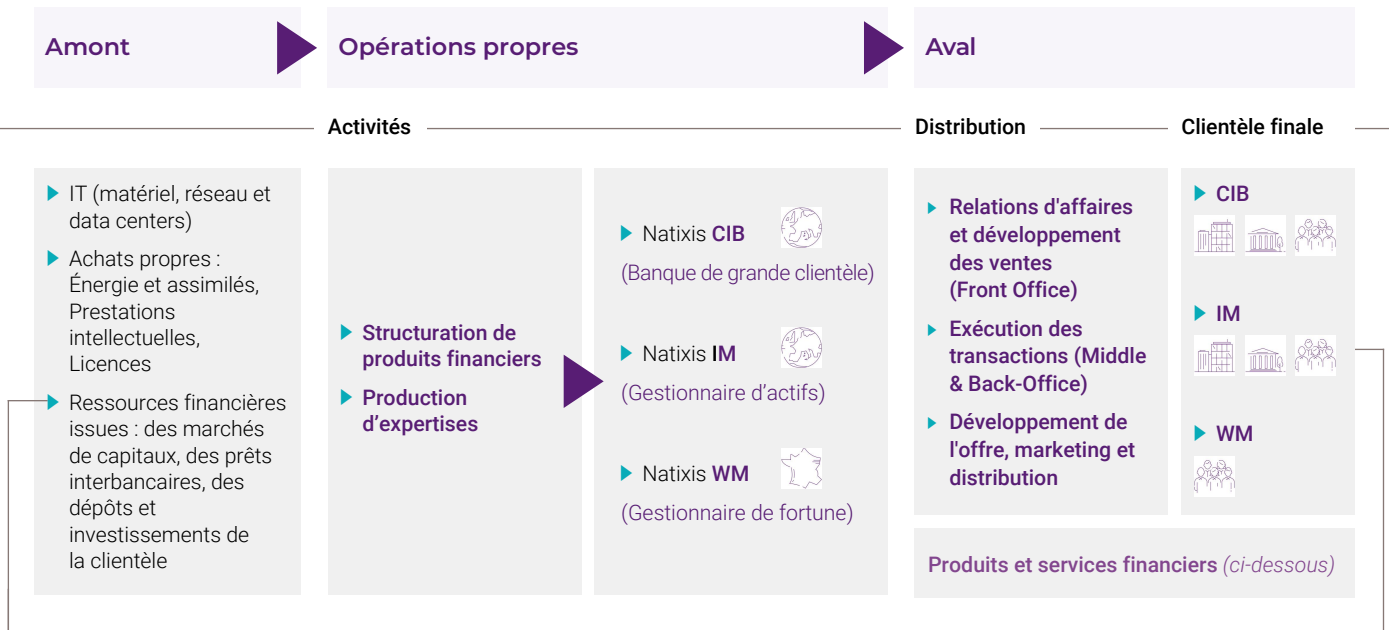 Amont
Opérations propres
Aval
Activités
Distribution
Clientèle finale
IT (matériel, réseau et
data centers)
Achats propres :
Énergie et assimilés,
Prestations
intellectuelles,
Licences
Ressources financières
issues : des marchés
de capitaux, des prêts
interbancaires, des
dépôts et
investissements de
la clientèle
Structuration de
produits financiers
Production
d’expertises
Natixis CIB
(Banque de grande clientèle)
Natixis IM
(Gestionnaire d’actifs)
Natixis WM
(Gestionnaire de fortune)
Relations d'affaires
et développement
des ventes
(Front Office)
Exécution des
transactions (Middle
& Back-Office)
Développement de
l'offre, marketing et
distribution
CIB
IM
WM
Produits et services financiers (ci-dessous)